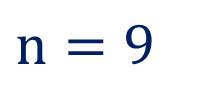 n = 9